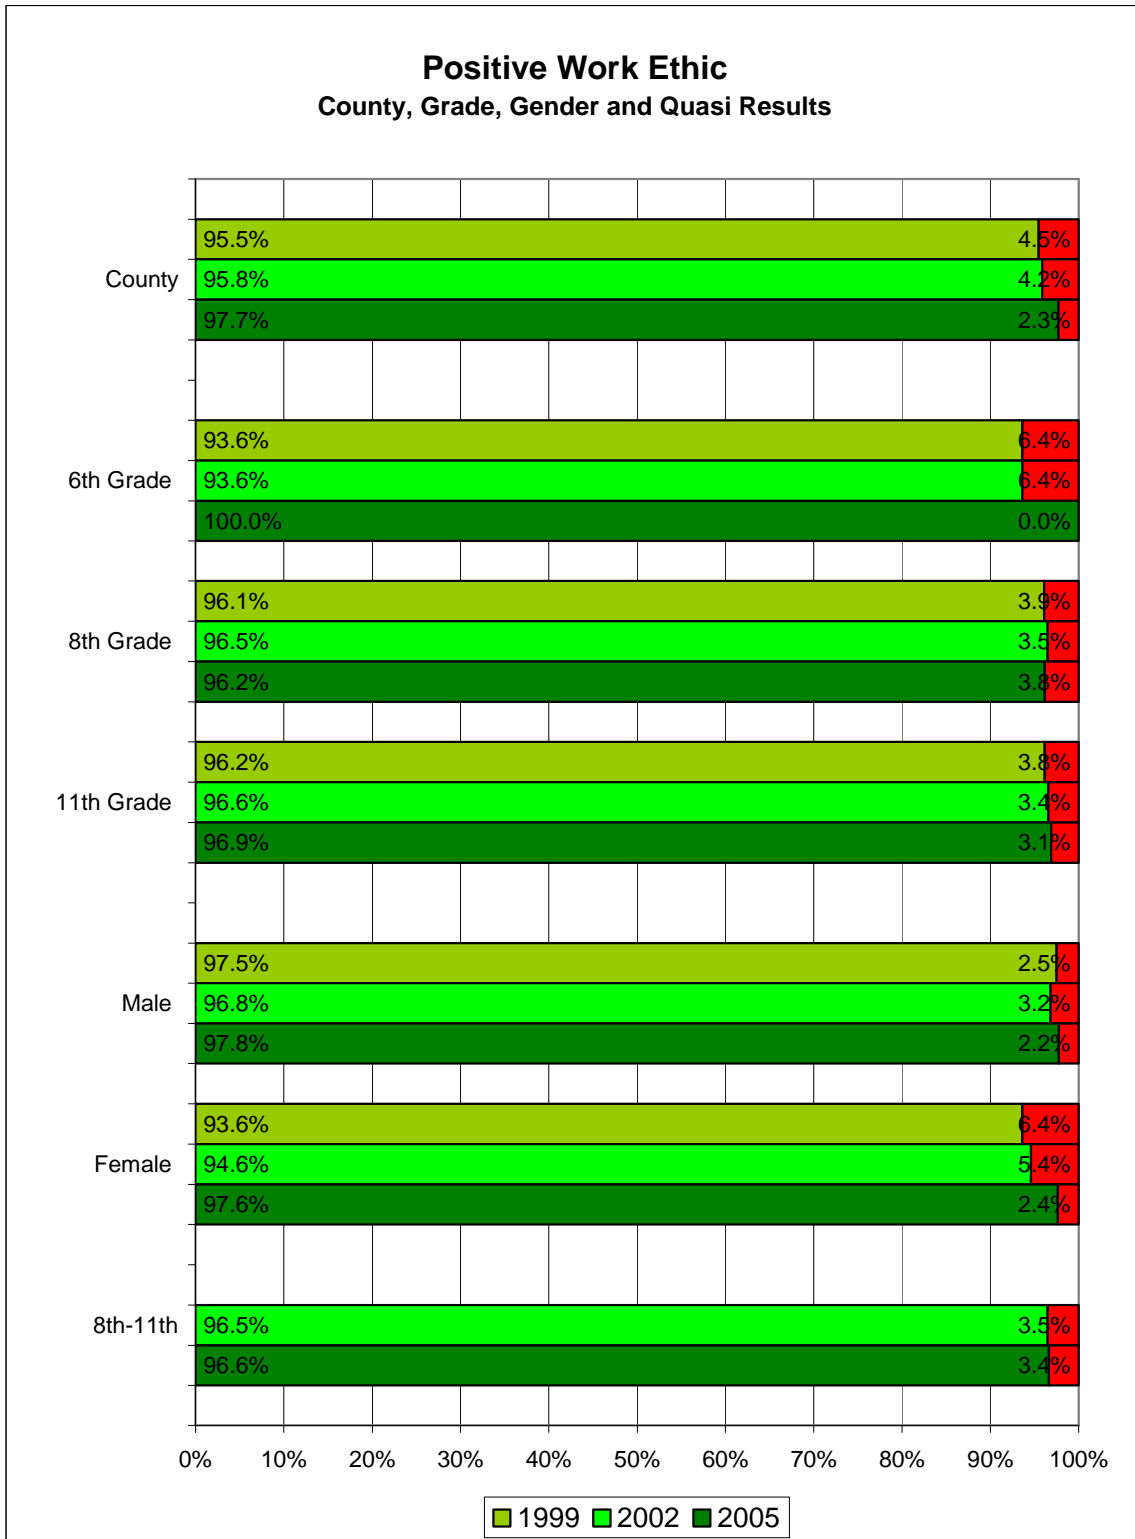 Positive Work Ethic
County, Grade, Gender and Quasi Results
95.5% 4.5%
County 95.8% 4.2%
97.7% 2.3%
93.6% 6.4%
6th Grade 93.6% 6.4%
100.0% 0.0%
96.1% 3.9%
8th Grade 96.5% 3.5%
96.2% 3.8%
96.2% 3.8%
11th Grade 96.6% 3.4%
96.9% 3.1%
97.5% 2.5%
Male 96.8% 3.2%
97.8% 2.2%
93.6% 6.4%
Female 94.6% 5.4%
97.6% 2.4%
8th-11th 96.5% 3.5%
96.6% 3.4%
0% 10% 20% 30% 40% 50% 60% 70% 80% 90% 100%
1999 2002 2005